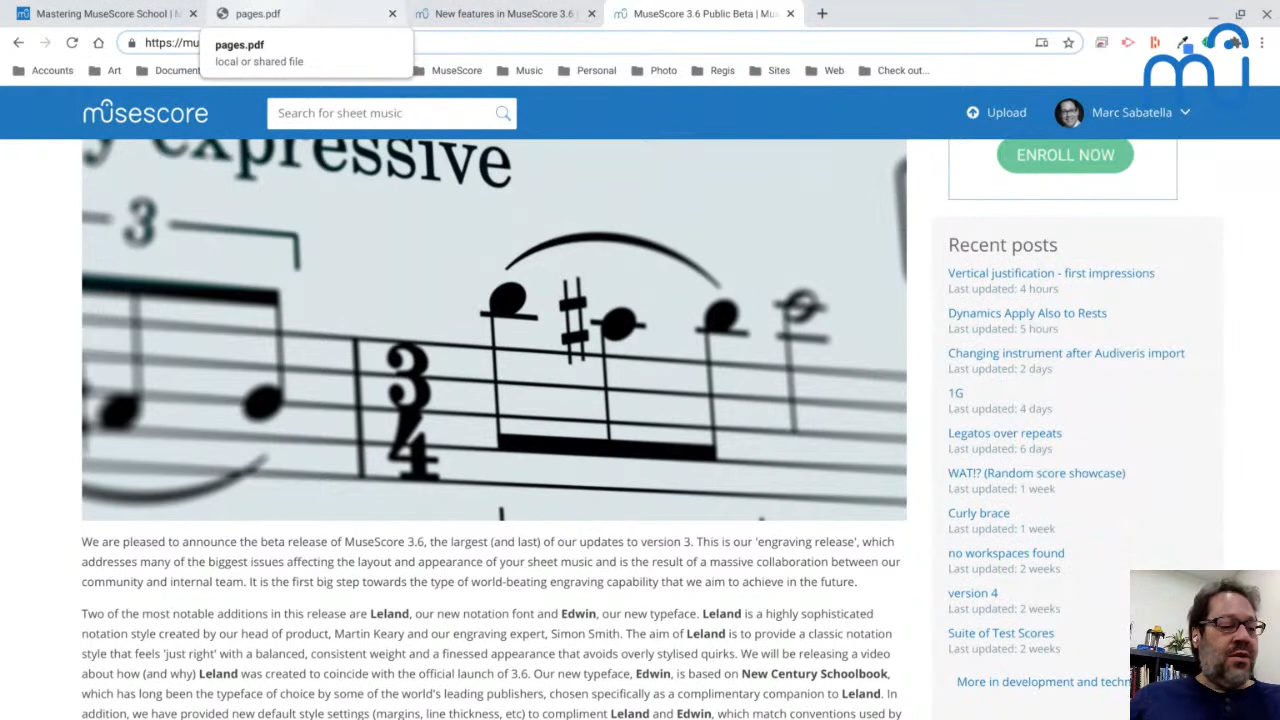 Mastering MuseScore School | M
pages.pdf
New features in MuseScore 3.6
MuseScore 3.6 Public Beta | Mu
https://mu
pages.pdf
local or shared file
Accounts
Art
Document
MuseScore
Music
Personal
Photo
Regis
Sites
Web
Check out...
musescore
Search for sheet music
Upload
Marc Sabatella
y expressive
3
3
4
ENROLL NOW
Recent posts
Vertical justification - first impressions
Last updated: 4 hours
Dynamics Apply Also to Rests
Last updated: 5 hours
Changing instrument after Audiveris import
Last updated: 2 days
1G
Last updated: 4 days
Legatos over repeats
Last updated: 6 days
WAT!? (Random score showcase)
Last updated: 1 week
Curly brace
Last updated: 1 week
no workspaces found
Last updated: 2 weeks
version 4
Last updated: 2 weeks
Suite of Test Scores
Last updated: 2 weeks
More in development and techn
We are pleased to announce the beta release of MuseScore 3.6, the largest (and last) of our updates to version 3. This is our 'engraving release', which
addresses many of the biggest issues affecting the layout and appearance of your sheet music and is the result of a massive collaboration between our
community and internal team. It is the first big step towards the type of world-beating engraving capability that we aim to achieve in the future.
Two of the most notable additions in this release are Leland, our new notation font and Edwin, our new typeface. Leland is a highly sophisticated
notation style created by our head of product, Martin Keary and our engraving expert, Simon Smith. The aim of Leland is to provide a classic notation
style that feels 'just right' with a balanced, consistent weight and a finessed appearance that avoids overly stylised quirks. We will be releasing a video
about how (and why) Leland was created to coincide with the official launch of 3.6. Our new typeface, Edwin, is based on New Century Schoolbook,
which has long been the typeface of choice by some of the world's leading publishers, chosen specifically as a complimentary companion to Leland. In
addition, we have provided new default style settings (margins, line thickness, etc) to compliment Leland and Edwin, which match conventions used by